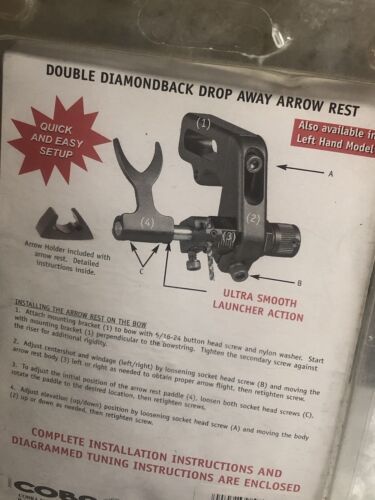 DOUBLE DIAMONDBACK DROP AWAY ARROW REST
QUICK
AND EASY
SETUP
Also available in
Left Hand Model
(1)
A
(2)
(4)
(3)
Arrow Holder included with
arrow rest. Detailed
instructions inside.
C
B
ULTRA SMOOTH
LAUNCHER ACTION
INSTALLING THE ARROW REST ON THE BOW
1. Attach mounting bracket (1) to bow with 5/16-24 button head screw and nylon washer. Start
with mounting bracket (1) perpendicular to the bowstring. Tighten the secondary screw against
the riser for additional rigidity.
2. Adjust centershot and windage (left/right) by loosening socket head screw (B) and moving the
arrow rest body (3) left or right as needed to obtain proper arrow flight, then retighten screw.
3. To adjust the initial position of the arrow rest paddle (4), loosen both socket head screws (C),
rotate the paddle to the desired location, then retighten screws.
4. Adjust elevation (up/down) position by loosening socket head screw (A) and moving the body
(2) up or down as needed, then retighten screw.
COMPLETE INSTALLATION INSTRUCTIONS AND
DIAGRAMMED TUNING INSTRUCTIONS ARE ENCLOSED